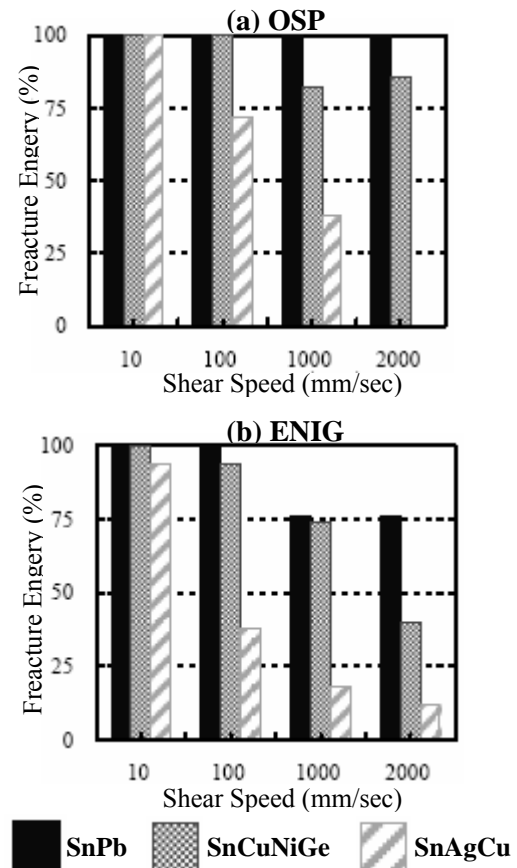 (a) OSP
Freacture Engery (%)
100
75
50
25
0
10 100 1000 2000
Shear Speed (mm/sec)
(b) ENIG
Freacture Engery (%)
100
75
50
25
0
10 100 1000 2000
Shear Speed (mm/sec)
SnPb SnCuNiGe SnAgCu